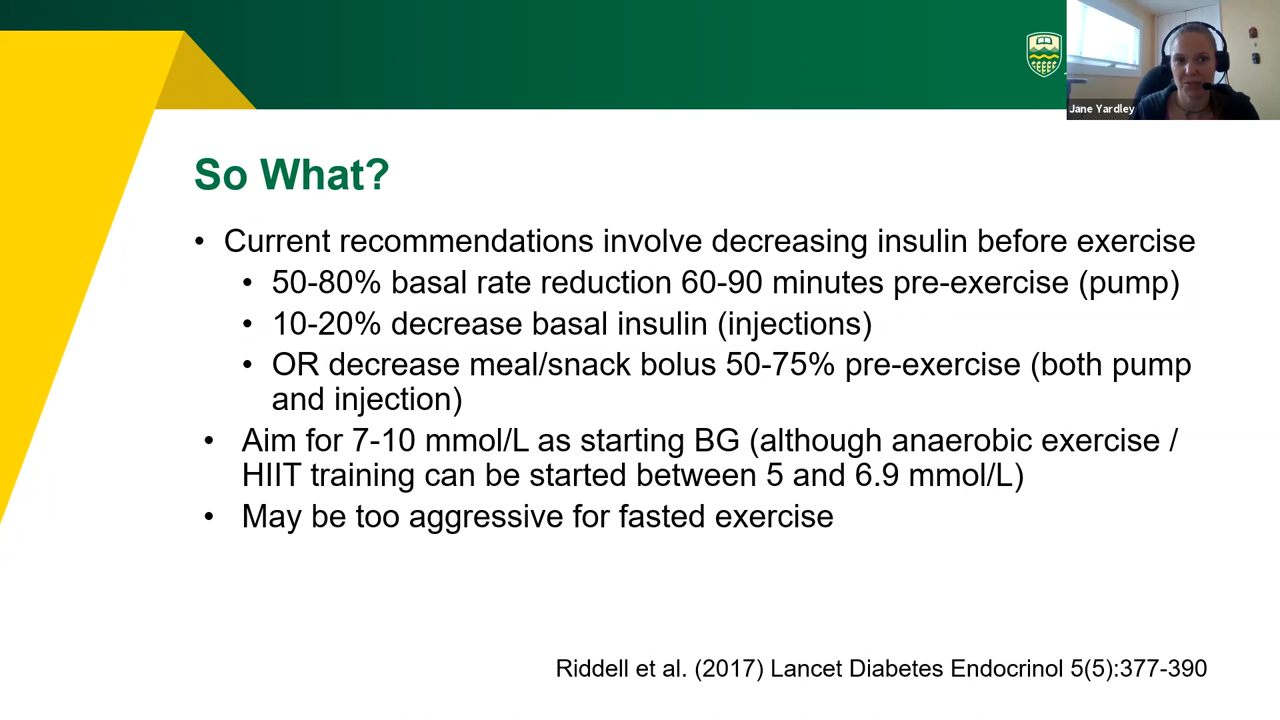 Jane Yardley
So What?
• Current recommendations involve decreasing insulin before exercise
• 50-80% basal rate reduction 60-90 minutes pre-exercise (pump)
• 10-20% decrease basal insulin (injections)
• OR decrease meal/snack bolus 50-75% pre-exercise (both pump
and injection)
• Aim for 7-10 mmol/L as starting BG (although anaerobic exercise /
HIIT training can be started between 5 and 6.9 mmol/L)
• May be too aggressive for fasted exercise
Riddell et al. (2017) Lancet Diabetes Endocrinol 5(5):377-390